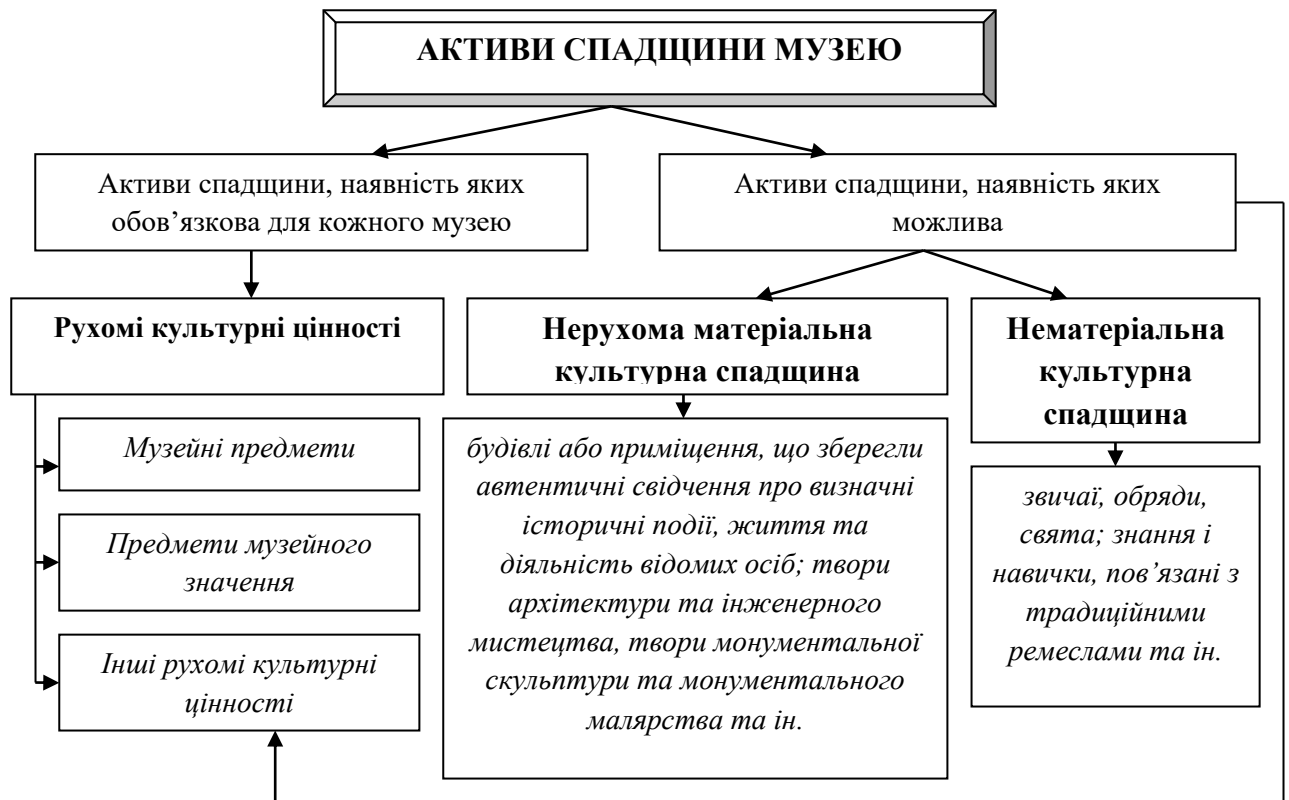 АКТИВИ СПАДЩИНИ МУЗЕЮ
Активи спадщини, наявність яких
обов’язкова для кожного музею
Активи спадщини, наявність яких
можлива
Рухомі культурні цінності
Нерухома матеріальна
культурна спадщина
Нематеріальна
культурна
спадщина
Музейні предмети
Предмети музейного
значення
Інші рухомі культурні
цінності
будівлі або приміщення, що зберегли
автентичні свідчення про визначні
історичні події, життя та
діяльність відомих осіб; твори
архітектури та інженерного
мистецтва, твори монументальної
скульптури та монументального
малярства та ін.
звичаї, обряди,
свята; знання і
навички, пов’язані з
традиційними
ремеслами та ін.